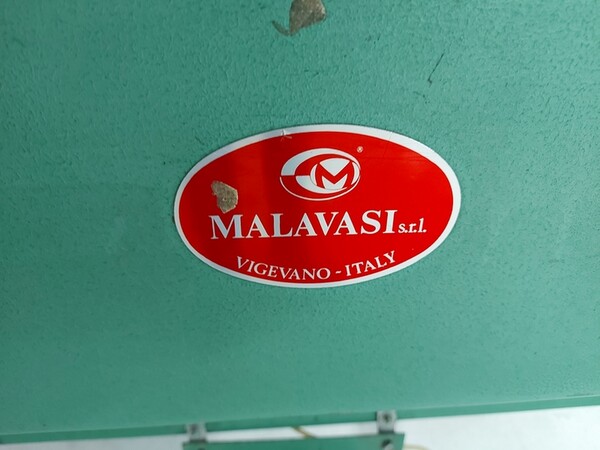 M ®
MALAVASI s.r.l.
VIGEVANO - ITALY